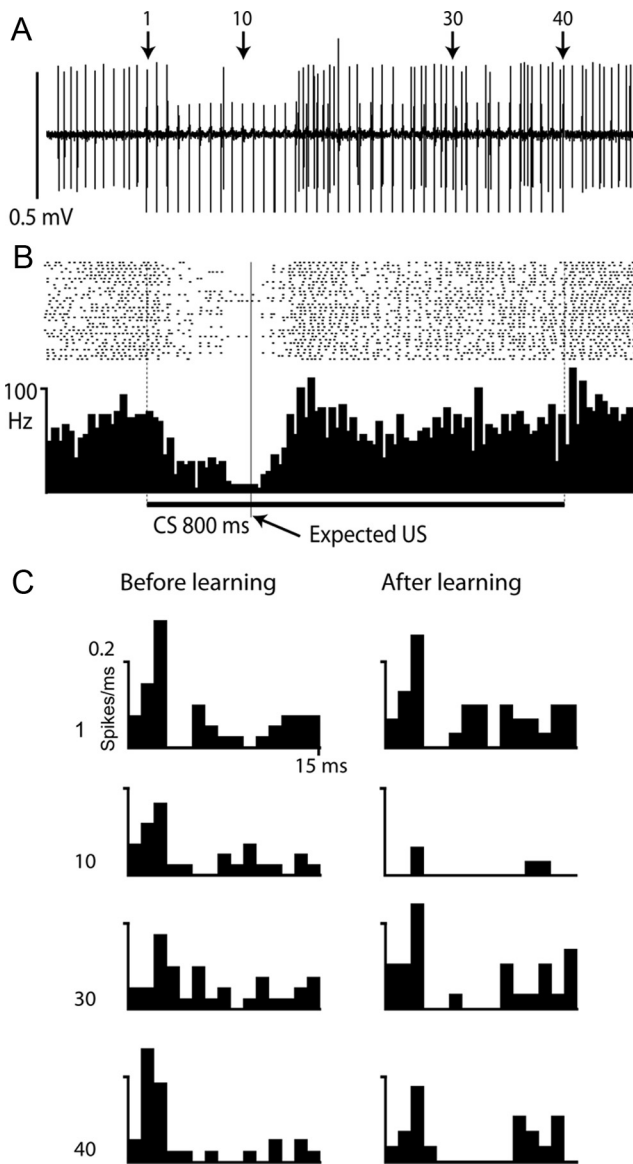 A
1 10 30 40
0.5 mV
B
100
Hz
CS 800 ms
Expected US
C
Before learning After learning
0.2
Spikes/ms
1
15 ms
10
30
40